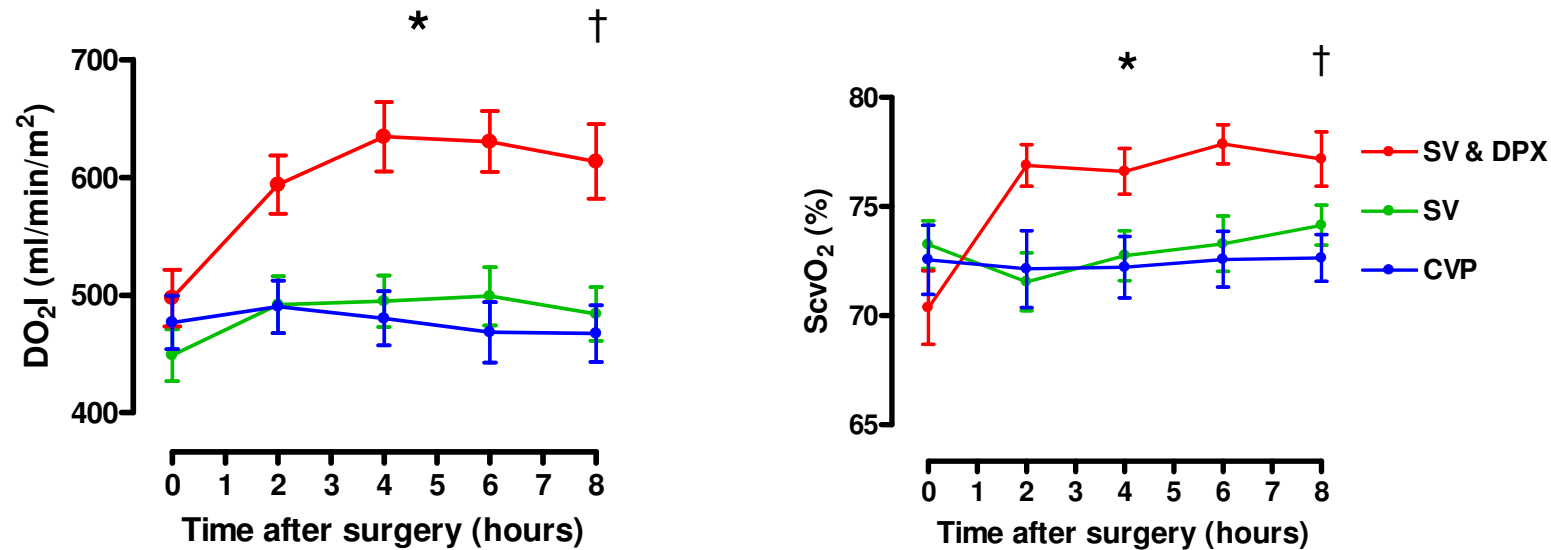 * †
700
600
500
400
DO₂I (ml/min/m²)
0 1 2 3 4 5 6 7 8
Time after surgery (hours)
* †
80
75
70
65
ScvO₂ (%)
0 1 2 3 4 5 6 7 8
Time after surgery (hours)
SV & DPX
SV
CVP